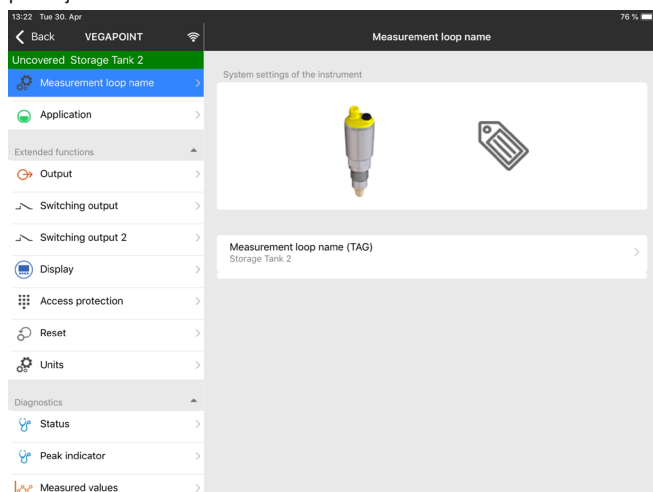 13:22 Tue 30. Apr
76 %
Back VEGAPOINT
Measurement loop name
Uncovered Storage Tank 2
Measurement loop name
Application
Extended functions
Output
Switching output
Switching output 2
Display
Access protection
Reset
Units
Diagnostics
Status
Peak indicator
Measured values
System settings of the instrument
Measurement loop name (TAG)
Storage Tank 2